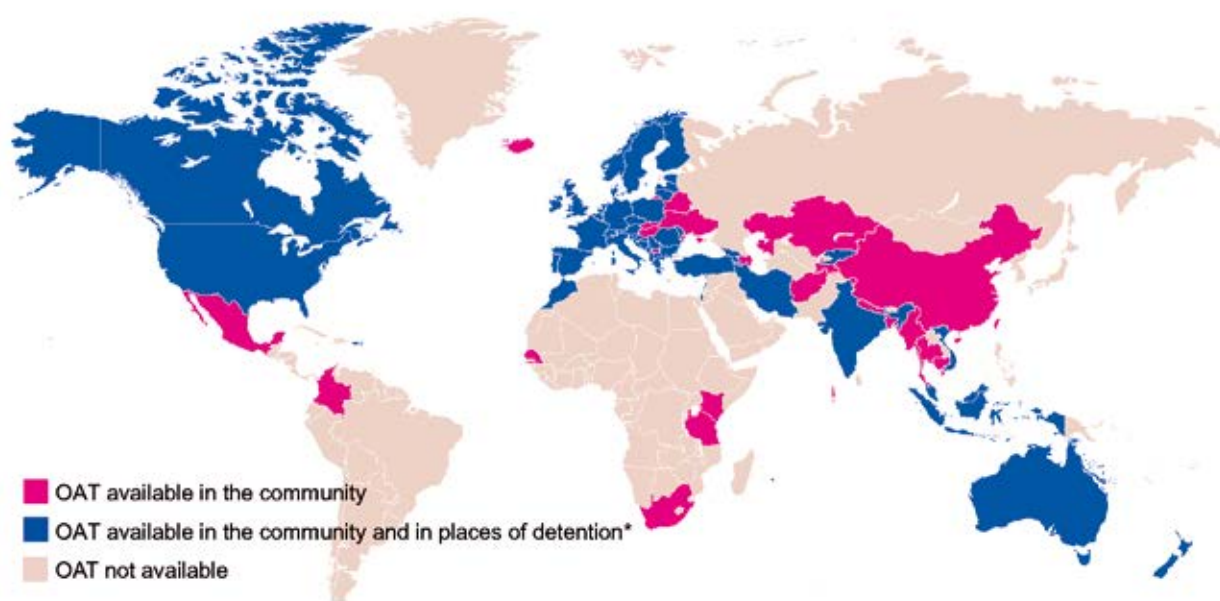 OAT available in the community
OAT available in the community and in places of detention*
OAT not available